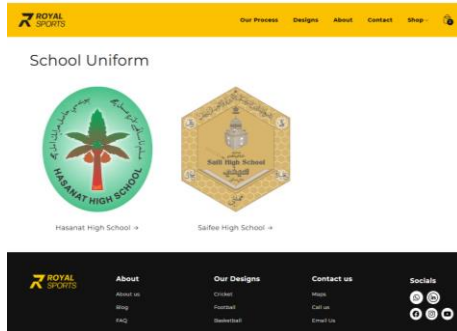 ROYAL
SPORTS
Our Process Designs About Contact Shop
0
School Uniform
HASANAT HIGH SCHOOL
Saifi High School
Hasanat High School →
Saifee High School →
ROYAL
SPORTS
About
About us
Blog
FAQ
Our Designs
Cricket
Football
Basketball
Contact us
Maps
Call us
Email Us
Socials